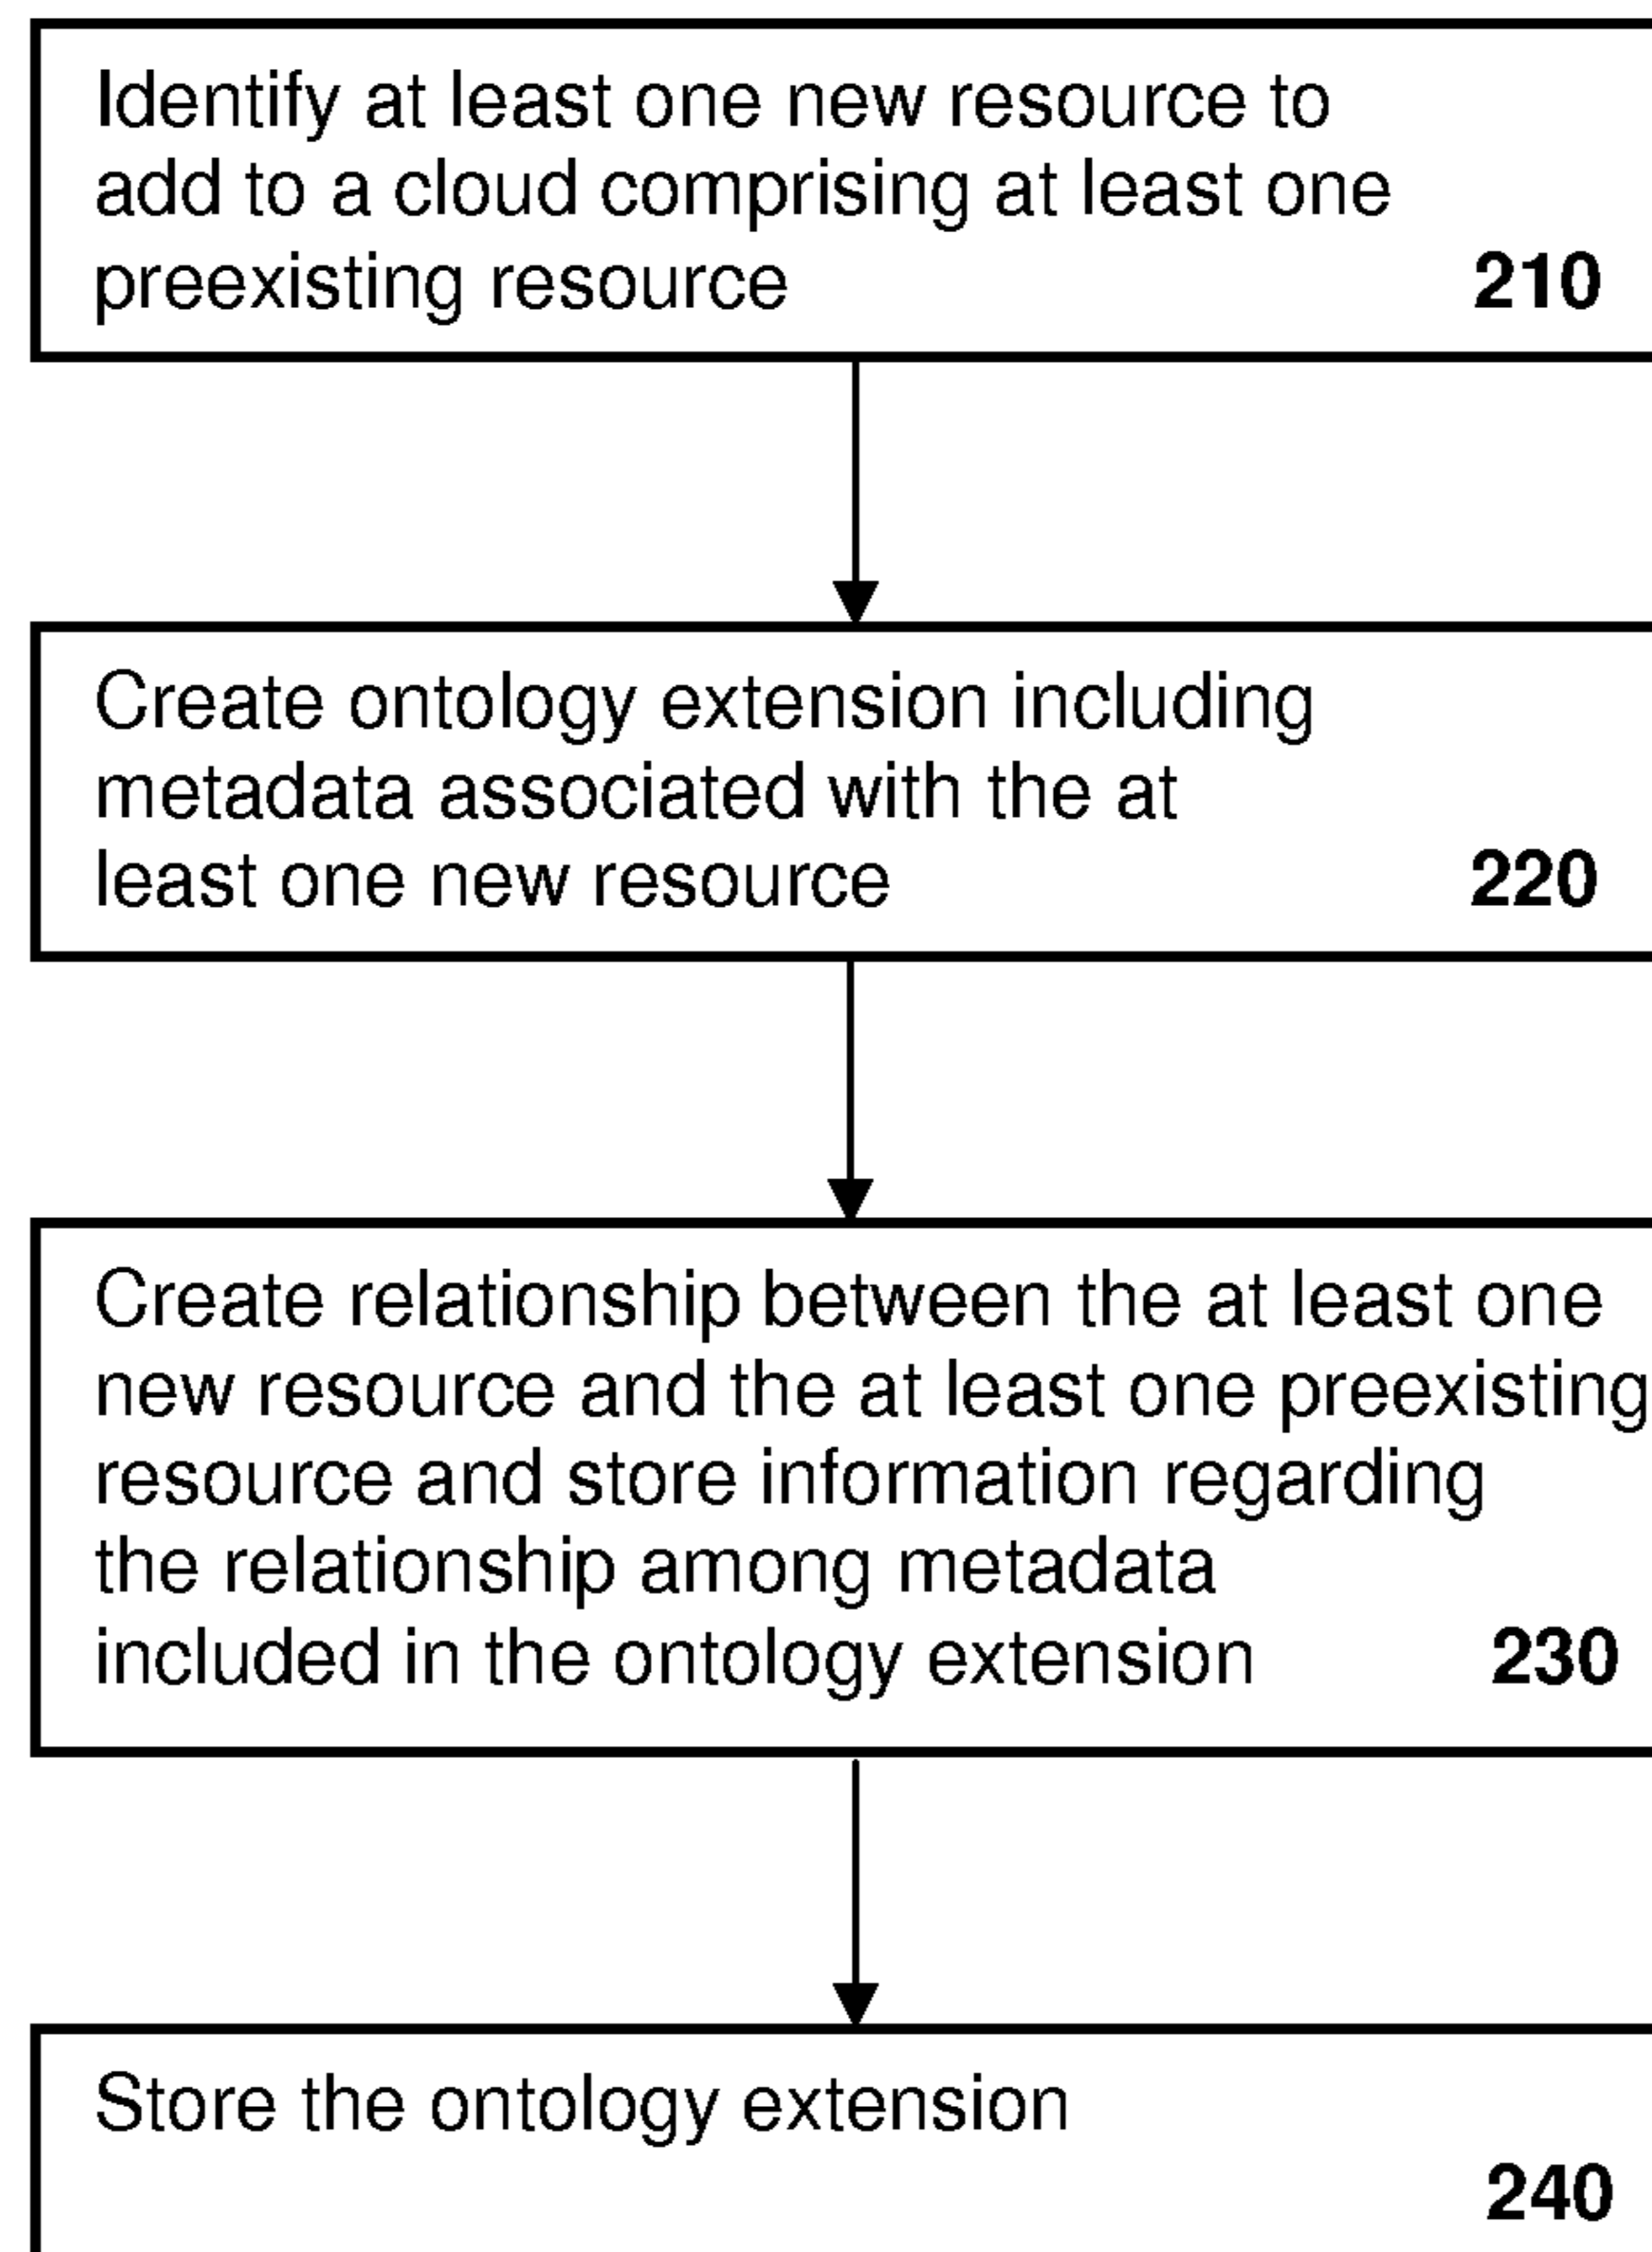 Identify at least one new resource to
add to a cloud comprising at least one
preexisting resource 210
Create ontology extension including
metadata associated with the at
least one new resource 220
Create relationship between the at least one
new resource and the at least one preexisting
resource and store information regarding
the relationship among metadata
included in the ontology extension 230
Store the ontology extension
240